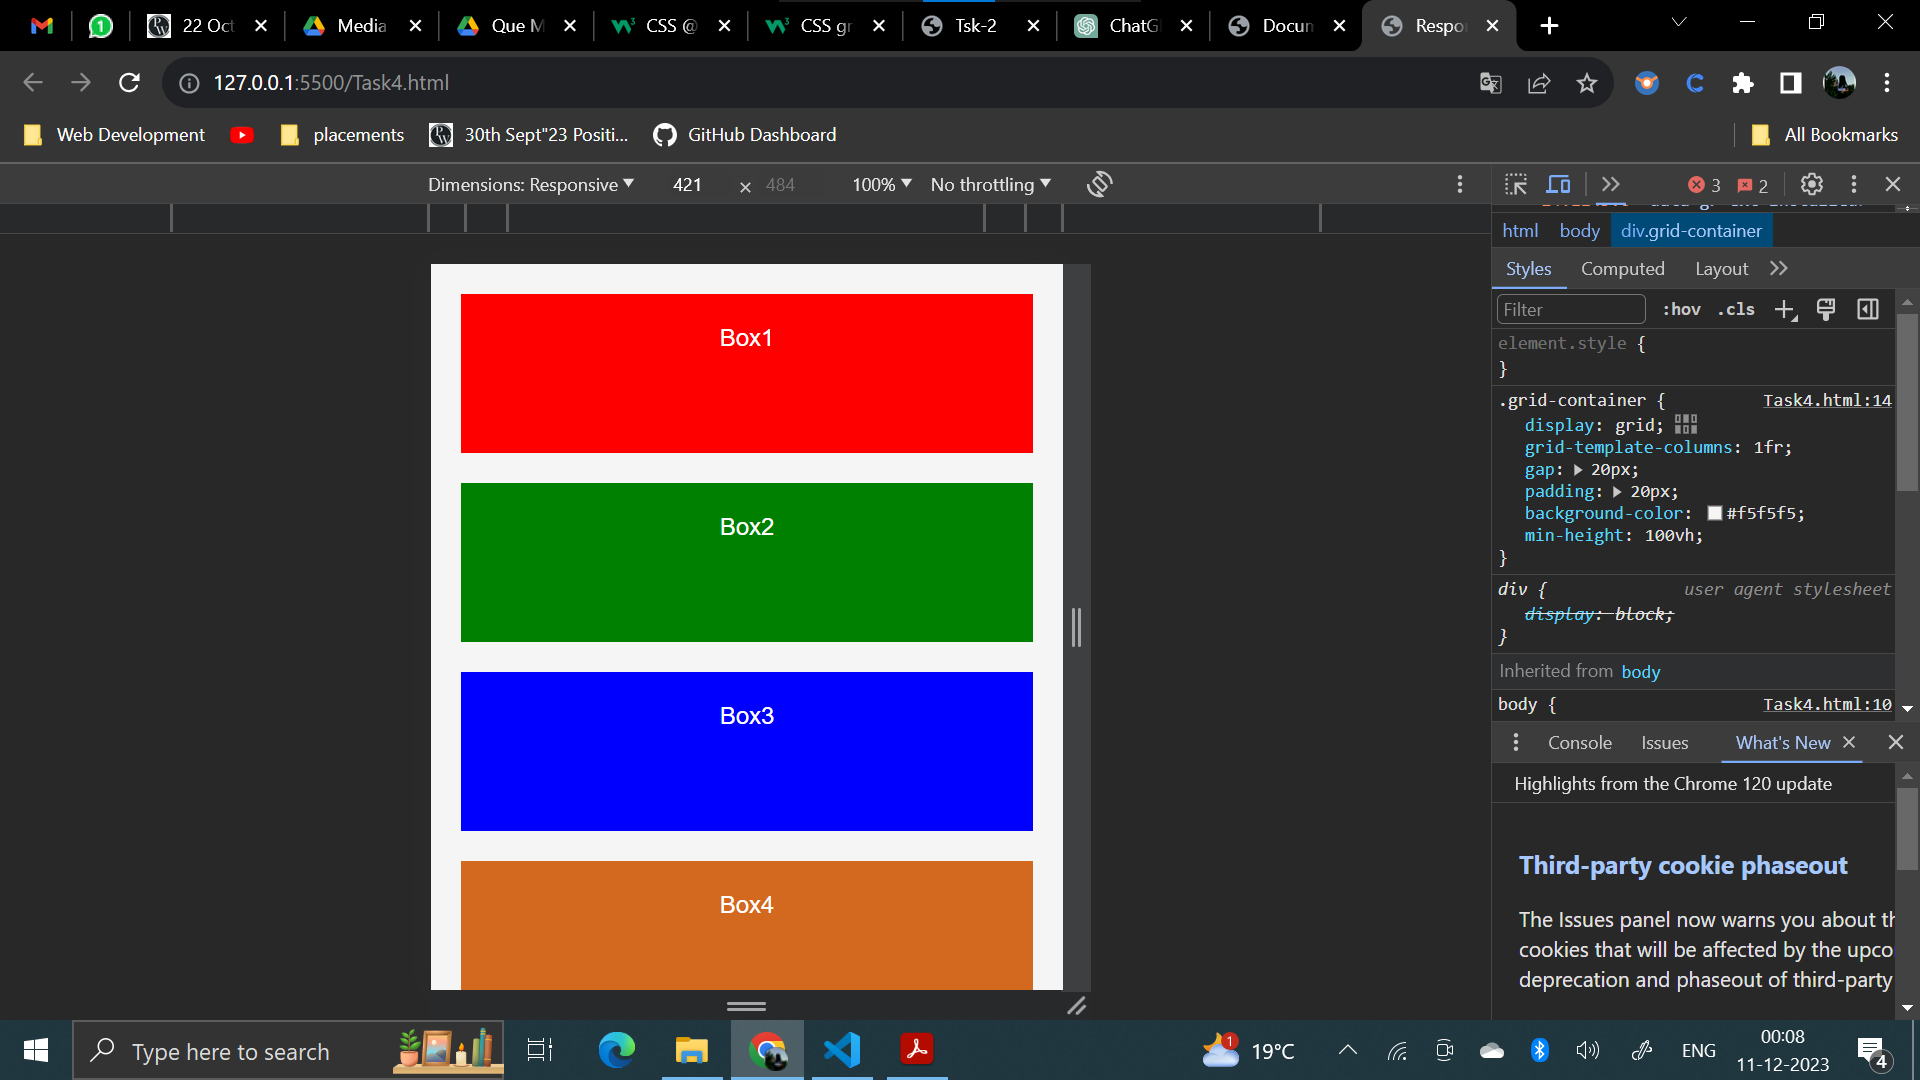 1 22 Oct Media Que M CSS @ CSS gr Tsk-2 ChatG Docum Respo
127.0.0.1:5500/Task4.html
Web Development placements 30th Sept"23 Positi... GitHub Dashboard All Bookmarks
Dimensions: Responsive 421 × 484 100% No throttling 3 2
html body div.grid-container
Styles Computed Layout
Filter :hov .cls
element.style {
}
.grid-container { Task4.html:14
display: grid;
grid-template-columns: 1fr;
gap: 20px;
padding: 20px;
background-color: #f5f5f5;
min-height: 100vh;
}
div { user agent stylesheet
display: block;
}
Inherited from body
body { Task4.html:10
Console Issues What's New
Highlights from the Chrome 120 update
Third-party cookie phaseout
The Issues panel now warns you about th
cookies that will be affected by the upco
deprecation and phaseout of third-party
Box1
Box2
Box3
Box4
Type here to search
1 19°C ENG 00:08
11-12-2023 4